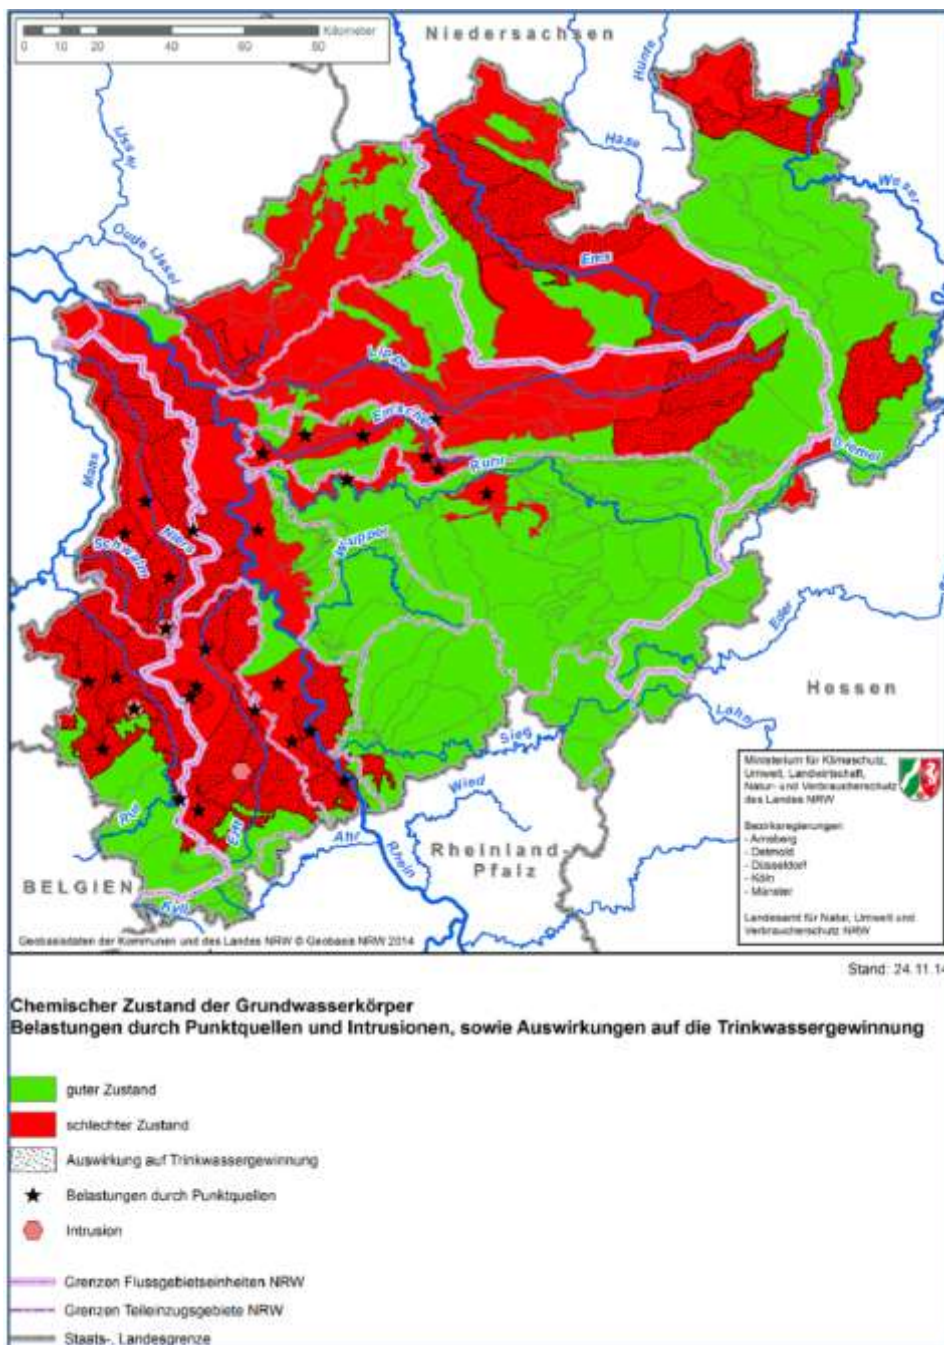 Kilometer
0 10 20 40 60 80
Niedersachsen
Hunte
Hase
IJssel
Weser
Oude IJssel
Ems
Lippe
Emscher
Maas
Ruhr
Diemel
Niers
Schwalm
Wupper
Eder
Hessen
Lahn
Sieg
Wied
Rur
Erft
Ahr
Rhein
Rheinland-
Pfalz
BELGIEN
Kyll
Ministerium für Klimaschutz,
Umwelt, Landwirtschaft,
Natur- und Verbraucherschutz
des Landes NRW
Bezirksregierungen
- Arnsberg
- Detmold
- Düsseldorf
- Köln
- Münster
Landesamt für Natur, Umwelt und
Verbraucherschutz NRW
Geobasisdaten der Kommunen und des Landes NRW © Geobasis NRW 2014
Stand: 24.11.14
Chemischer Zustand der Grundwasserkörper
Belastungen durch Punktquellen und Intrusionen, sowie Auswirkungen auf die Trinkwassergewinnung
guter Zustand
schlechter Zustand
Auswirkung auf Trinkwassergewinnung
Belastungen durch Punktquellen
Intrusion
Grenzen Flussgebietseinheiten NRW
Grenzen Teileinzugsgebiete NRW
Staats-, Landesgrenze